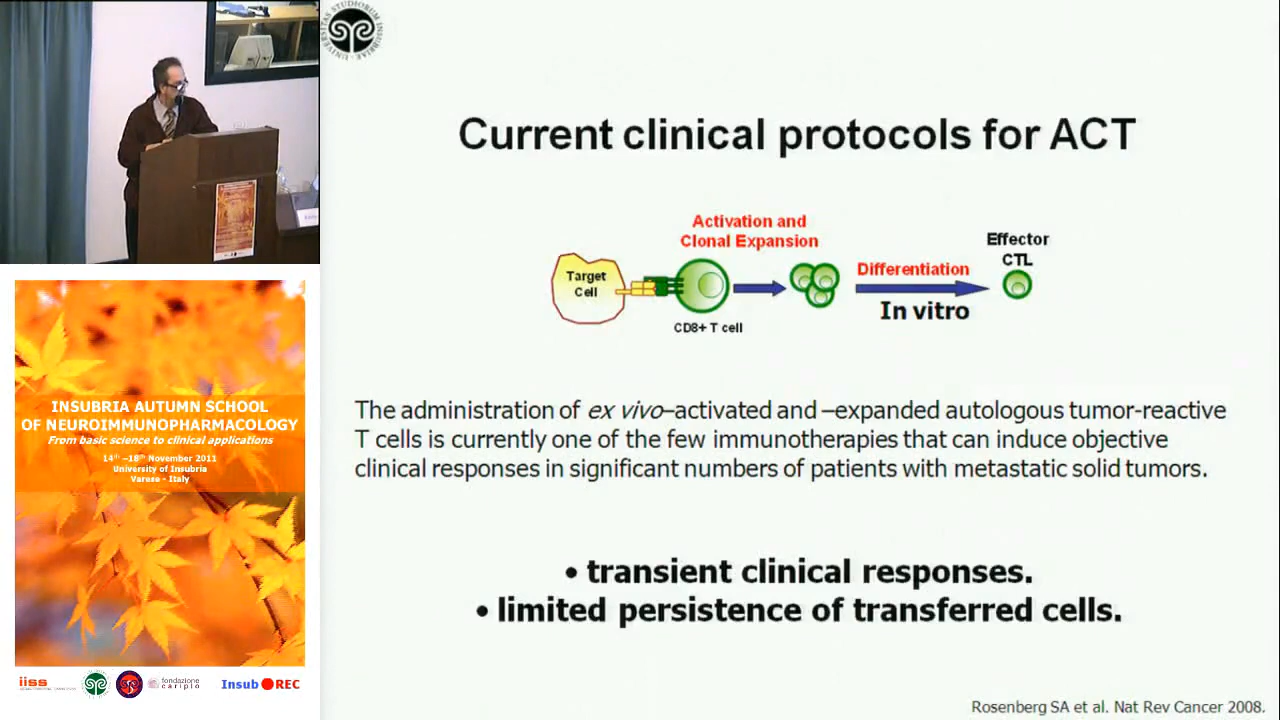 UNIVERSITAS STUDIORUM INSUBRIAE
Current clinical protocols for ACT
Activation and
Clonal Expansion
Target
Cell
CD8+ T cell
Differentiation
In vitro
Effector
CTL
The administration of ex vivo–activated and –expanded autologous tumor-reactive
T cells is currently one of the few immunotherapies that can induce objective
clinical responses in significant numbers of patients with metastatic solid tumors.
• transient clinical responses.
• limited persistence of transferred cells.
Rosenberg SA et al. Nat Rev Cancer 2008.
INSUBRIA AUTUMN SCHOOL
OF NEUROIMMUNOPHARMACOLOGY
From basic science to clinical applications
14th –18th November 2011
University of Insubria
Varese - Italy
iiss
fondazione
cariplo
InsubREC